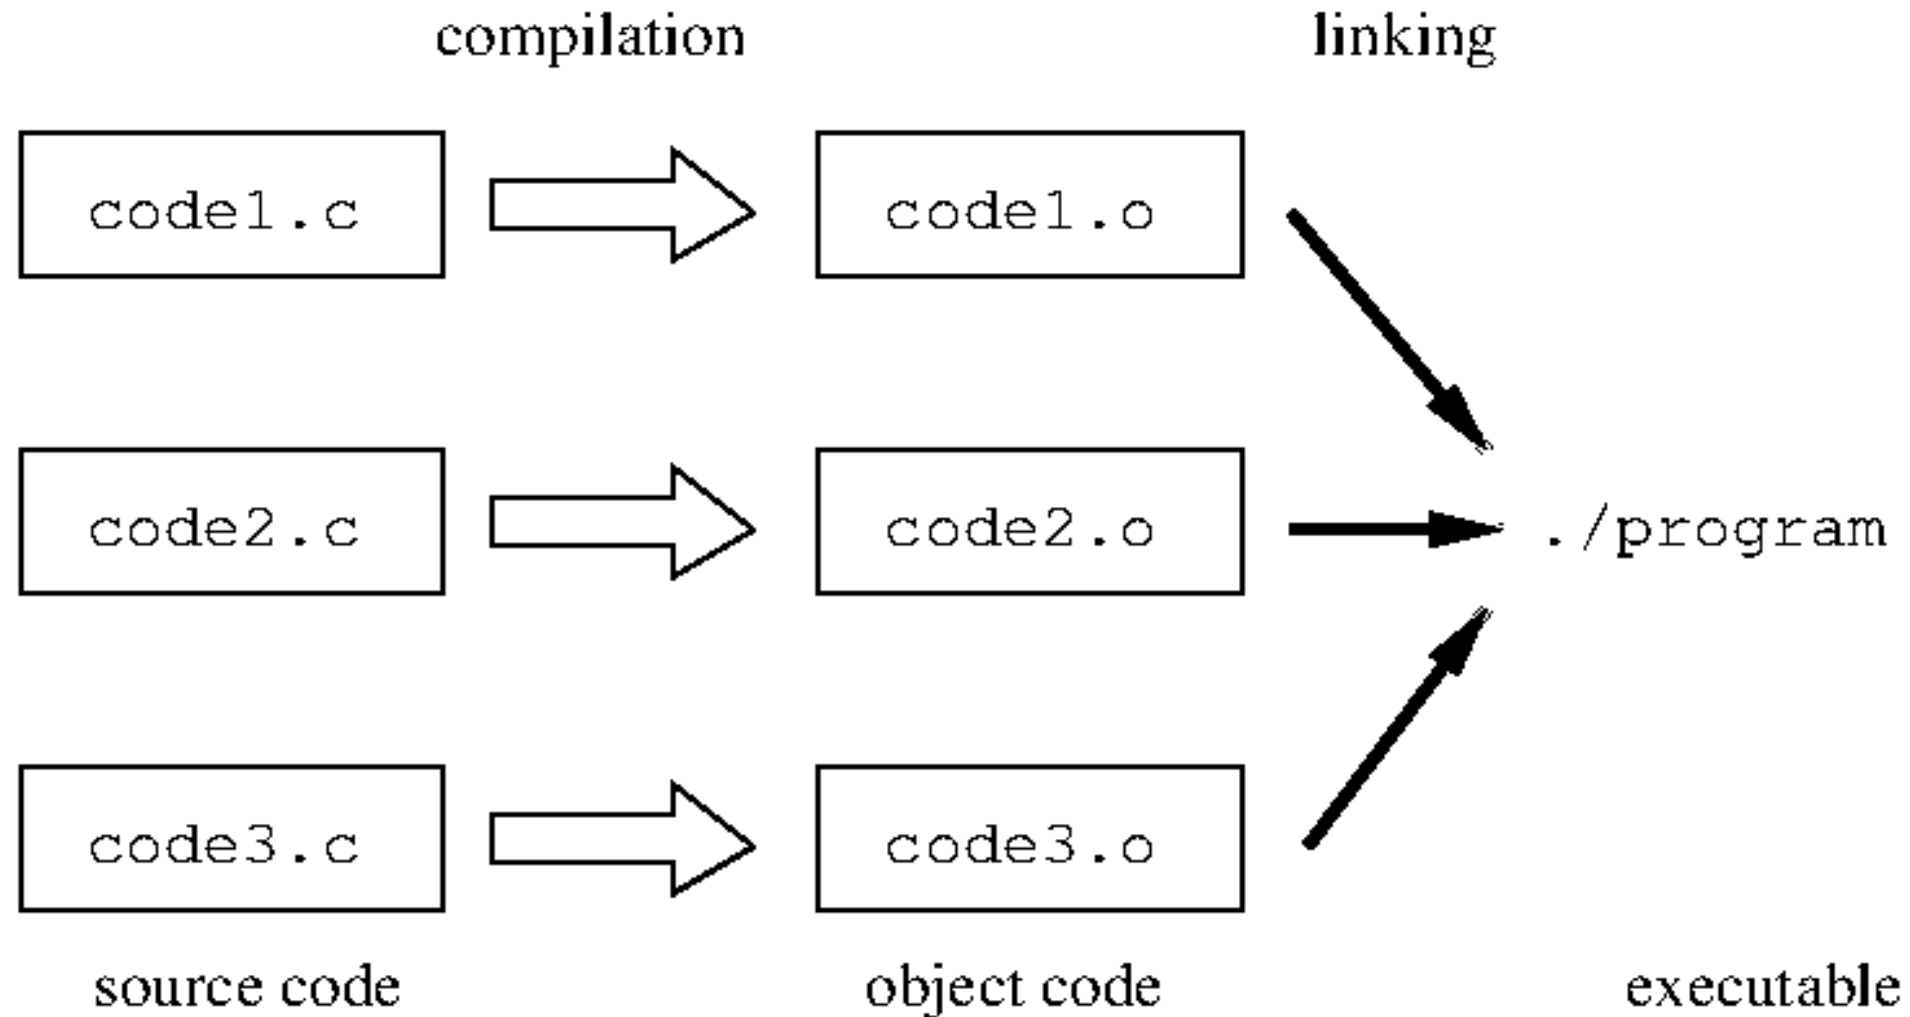 compilation linking
code1.c code1.o
code2.c code2.o ./program
code3.c code3.o
source code object code executable